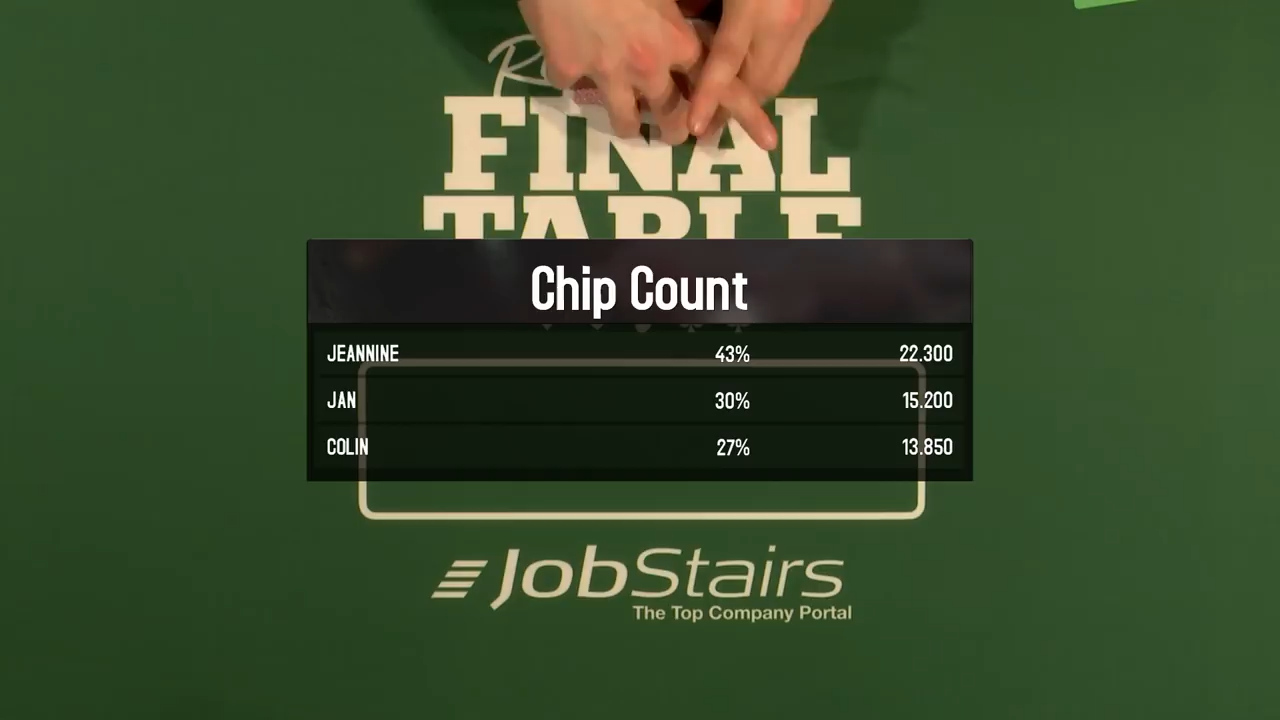 FINAL
TABLE
Chip Count
JEANNINE 43% 22.300
JAN 30% 15.200
COLIN 27% 13.850
JobStairs
The Top Company Portal